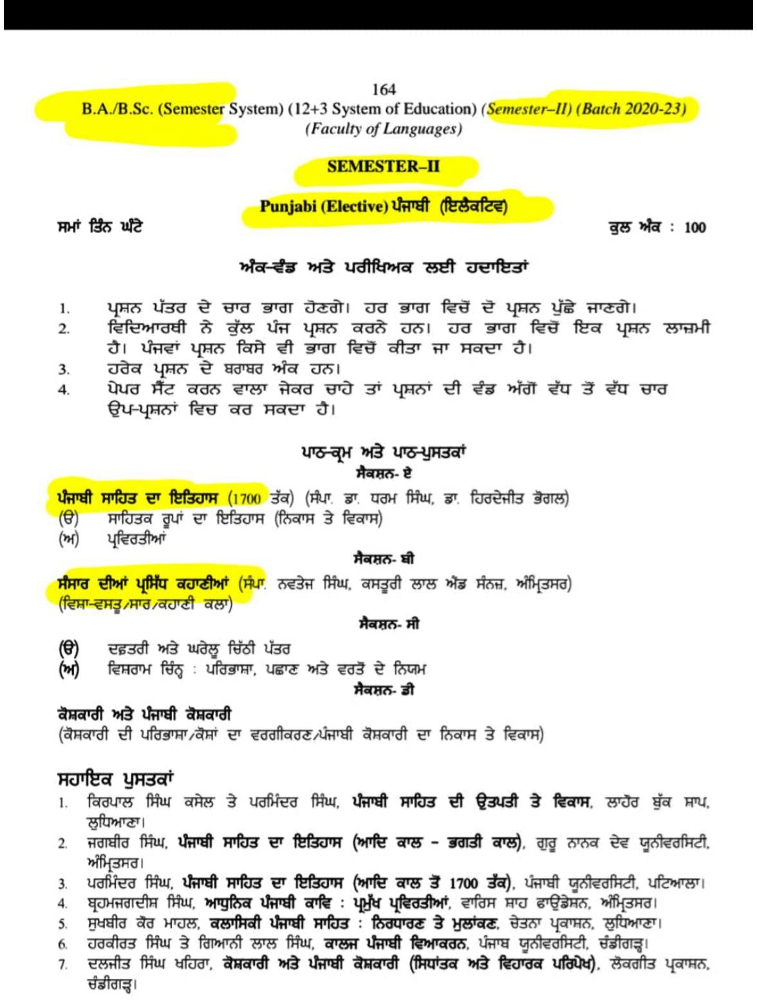 164
B.A./B.Sc. (Semester System) (12+3 System of Education) (Semester–II) (Batch 2020-23)
(Faculty of Languages)
SEMESTER–II
Punjabi (Elective) ਪੰਜਾਬੀ (ਇਲੈਕਟਿਵ)
ਸਮਾਂ ਤਿੰਨ ਘੰਟੇ ਕੁਲ ਅੰਕ : 100
ਅੰਕ-ਵੰਡ ਅਤੇ ਪਰੀਖਿਅਕ ਲਈ ਹਦਾਇਤਾਂ
1. ਪ੍ਰਸ਼ਨ ਪੱਤਰ ਦੇ ਚਾਰ ਭਾਗ ਹੋਣਗੇ। ਹਰ ਭਾਗ ਵਿਚੋਂ ਦੋ ਪ੍ਰਸ਼ਨ ਪੁੱਛੇ ਜਾਣਗੇ।
2. ਵਿਦਿਆਰਥੀ ਨੇ ਕੁੱਲ ਪੰਜ ਪ੍ਰਸ਼ਨ ਕਰਨੇ ਹਨ। ਹਰ ਭਾਗ ਵਿਚੋਂ ਇਕ ਪ੍ਰਸ਼ਨ ਲਾਜ਼ਮੀ
ਹੈ। ਪੰਜਵਾਂ ਪ੍ਰਸ਼ਨ ਕਿਸੇ ਵੀ ਭਾਗ ਵਿਚੋਂ ਕੀਤਾ ਜਾ ਸਕਦਾ ਹੈ।
3. ਹਰੇਕ ਪ੍ਰਸ਼ਨ ਦੇ ਬਰਾਬਰ ਅੰਕ ਹਨ।
4. ਪੇਪਰ ਸੈੱਟ ਕਰਨ ਵਾਲਾ ਜੇਕਰ ਚਾਹੇ ਤਾਂ ਪ੍ਰਸ਼ਨਾਂ ਦੀ ਵੰਡ ਅੱਗੋਂ ਵੱਧ ਤੋਂ ਵੱਧ ਚਾਰ
ਉਪ-ਪ੍ਰਸ਼ਨਾਂ ਵਿਚ ਕਰ ਸਕਦਾ ਹੈ।
ਪਾਠ-ਕ੍ਰਮ ਅਤੇ ਪਾਠ-ਪੁਸਤਕਾਂ
ਸੈਕਸ਼ਨ- ਏ
ਪੰਜਾਬੀ ਸਾਹਿਤ ਦਾ ਇਤਿਹਾਸ (1700 ਤੱਕ) (ਸੰਪਾ. ਡਾ. ਧਰਮ ਸਿੰਘ, ਡਾ. ਹਿਰਦੇਜੀਤ ਭੋਗਲ)
(ੳ) ਸਾਹਿਤਕ ਰੂਪਾਂ ਦਾ ਇਤਿਹਾਸ (ਨਿਕਾਸ ਤੇ ਵਿਕਾਸ)
(ਅ) ਪ੍ਰਵਿਰਤੀਆਂ
ਸੈਕਸ਼ਨ- ਬੀ
ਸੰਸਾਰ ਦੀਆਂ ਪ੍ਰਸਿੱਧ ਕਹਾਣੀਆਂ (ਸੰਪਾ. ਨਵਤੇਜ ਸਿੰਘ, ਕਸਤੂਰੀ ਲਾਲ ਐਂਡ ਸੰਨਜ਼, ਅੰਮ੍ਰਿਤਸਰ)
(ਵਿਸ਼ਾ-ਵਸਤੂ/ਸਾਰ/ਕਹਾਣੀ ਕਲਾ)
ਸੈਕਸ਼ਨ- ਸੀ
(ੳ) ਦਫ਼ਤਰੀ ਅਤੇ ਘਰੇਲੂ ਚਿੱਠੀ ਪੱਤਰ
(ਅ) ਵਿਸ਼ਰਾਮ ਚਿੰਨ੍ਹ : ਪਰਿਭਾਸ਼ਾ, ਪਛਾਣ ਅਤੇ ਵਰਤੋਂ ਦੇ ਨਿਯਮ
ਸੈਕਸ਼ਨ- ਡੀ
ਕੋਸ਼ਕਾਰੀ ਅਤੇ ਪੰਜਾਬੀ ਕੋਸ਼ਕਾਰੀ
(ਕੋਸ਼ਕਾਰੀ ਦੀ ਪਰਿਭਾਸ਼ਾ/ਕੋਸ਼ਾਂ ਦਾ ਵਰਗੀਕਰਣ/ਪੰਜਾਬੀ ਕੋਸ਼ਕਾਰੀ ਦਾ ਨਿਕਾਸ ਤੇ ਵਿਕਾਸ)
ਸਹਾਇਕ ਪੁਸਤਕਾਂ
1. ਕਿਰਪਾਲ ਸਿੰਘ ਕਸੇਲ ਤੇ ਪਰਮਿੰਦਰ ਸਿੰਘ, ਪੰਜਾਬੀ ਸਾਹਿਤ ਦੀ ਉਤਪਤੀ ਤੇ ਵਿਕਾਸ, ਲਾਹੌਰ ਬੁੱਕ ਸ਼ਾਪ,
ਲੁਧਿਆਣਾ।
2. ਜਗਬੀਰ ਸਿੰਘ, ਪੰਜਾਬੀ ਸਾਹਿਤ ਦਾ ਇਤਿਹਾਸ (ਆਦਿ ਕਾਲ – ਭਗਤੀ ਕਾਲ), ਗੁਰੂ ਨਾਨਕ ਦੇਵ ਯੂਨੀਵਰਸਿਟੀ,
ਅੰਮ੍ਰਿਤਸਰ।
3. ਪਰਮਿੰਦਰ ਸਿੰਘ, ਪੰਜਾਬੀ ਸਾਹਿਤ ਦਾ ਇਤਿਹਾਸ (ਆਦਿ ਕਾਲ ਤੋਂ 1700 ਤੱਕ), ਪੰਜਾਬੀ ਯੂਨੀਵਰਸਿਟੀ, ਪਟਿਆਲਾ।
4. ਬ੍ਰਹਮਜਗਦੀਸ਼ ਸਿੰਘ, ਆਧੁਨਿਕ ਪੰਜਾਬੀ ਕਾਵਿ : ਪ੍ਰਮੁੱਖ ਪ੍ਰਵਿਰਤੀਆਂ, ਵਾਰਿਸ ਸ਼ਾਹ ਫਾਉਂਡੇਸ਼ਨ, ਅੰਮ੍ਰਿਤਸਰ।
5. ਸੁਖਬੀਰ ਕੌਰ ਮਾਹਲ, ਕਲਾਸਿਕੀ ਪੰਜਾਬੀ ਸਾਹਿਤ : ਨਿਰਧਾਰਣ ਤੇ ਮੁਲਾਂਕਣ, ਚੇਤਨਾ ਪ੍ਰਕਾਸ਼ਨ, ਲੁਧਿਆਣਾ।
6. ਹਰਕੀਰਤ ਸਿੰਘ ਤੇ ਗਿਆਨੀ ਲਾਲ ਸਿੰਘ, ਕਾਲਜ ਪੰਜਾਬੀ ਵਿਆਕਰਨ, ਪੰਜਾਬ ਯੂਨੀਵਰਸਿਟੀ, ਚੰਡੀਗੜ੍ਹ।
7. ਦਲਜੀਤ ਸਿੰਘ ਖਹਿਰਾ, ਕੋਸ਼ਕਾਰੀ ਅਤੇ ਪੰਜਾਬੀ ਕੋਸ਼ਕਾਰੀ (ਸਿਧਾਂਤਕ ਅਤੇ ਵਿਹਾਰਕ ਪਰਿਪੇਖ), ਲੋਕਗੀਤ ਪ੍ਰਕਾਸ਼ਨ,
ਚੰਡੀਗੜ੍ਹ।